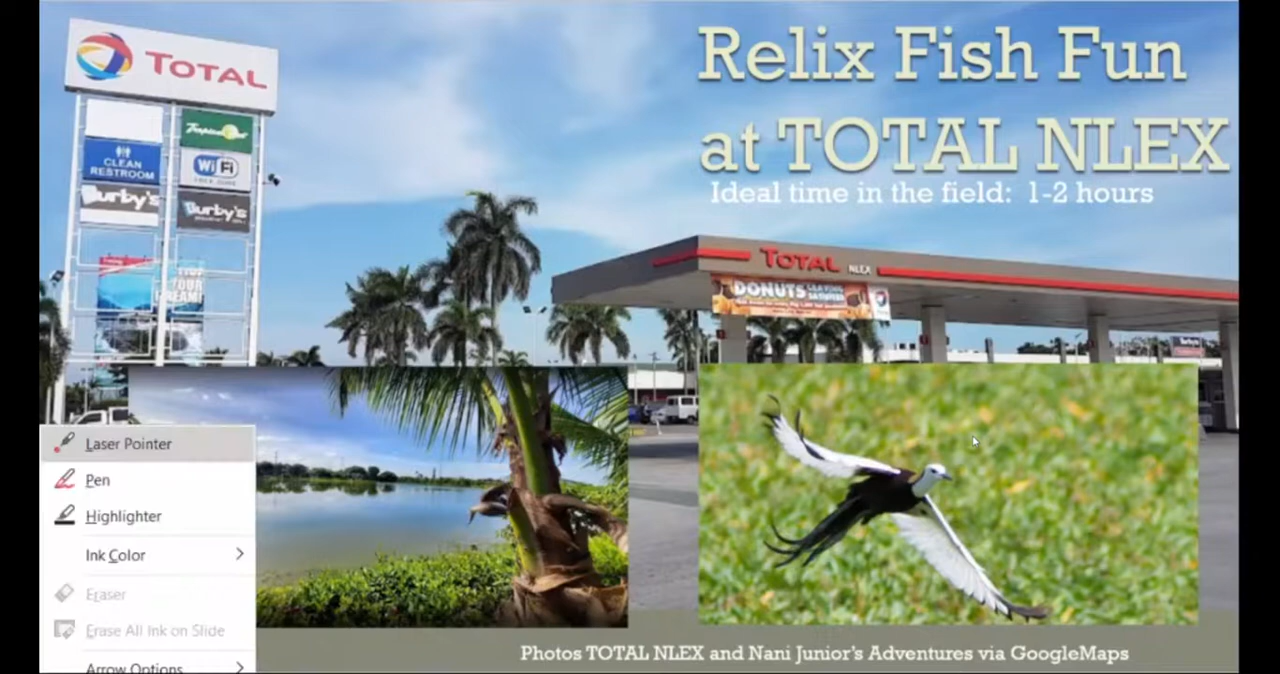 Relix Fish Fun
at TOTAL NLEX
Ideal time in the field: 1-2 hours
TOTAL
CLEAN
RESTROOM
WiFi
Burby's
Burby's
TOTAL NLEX
DONUTS
Laser Pointer
Pen
Highlighter
Ink Color
Eraser
Erase All Ink on Slide
Arrow Options
Photos TOTAL NLEX and Nani Junior's Adventures via GoogleMaps